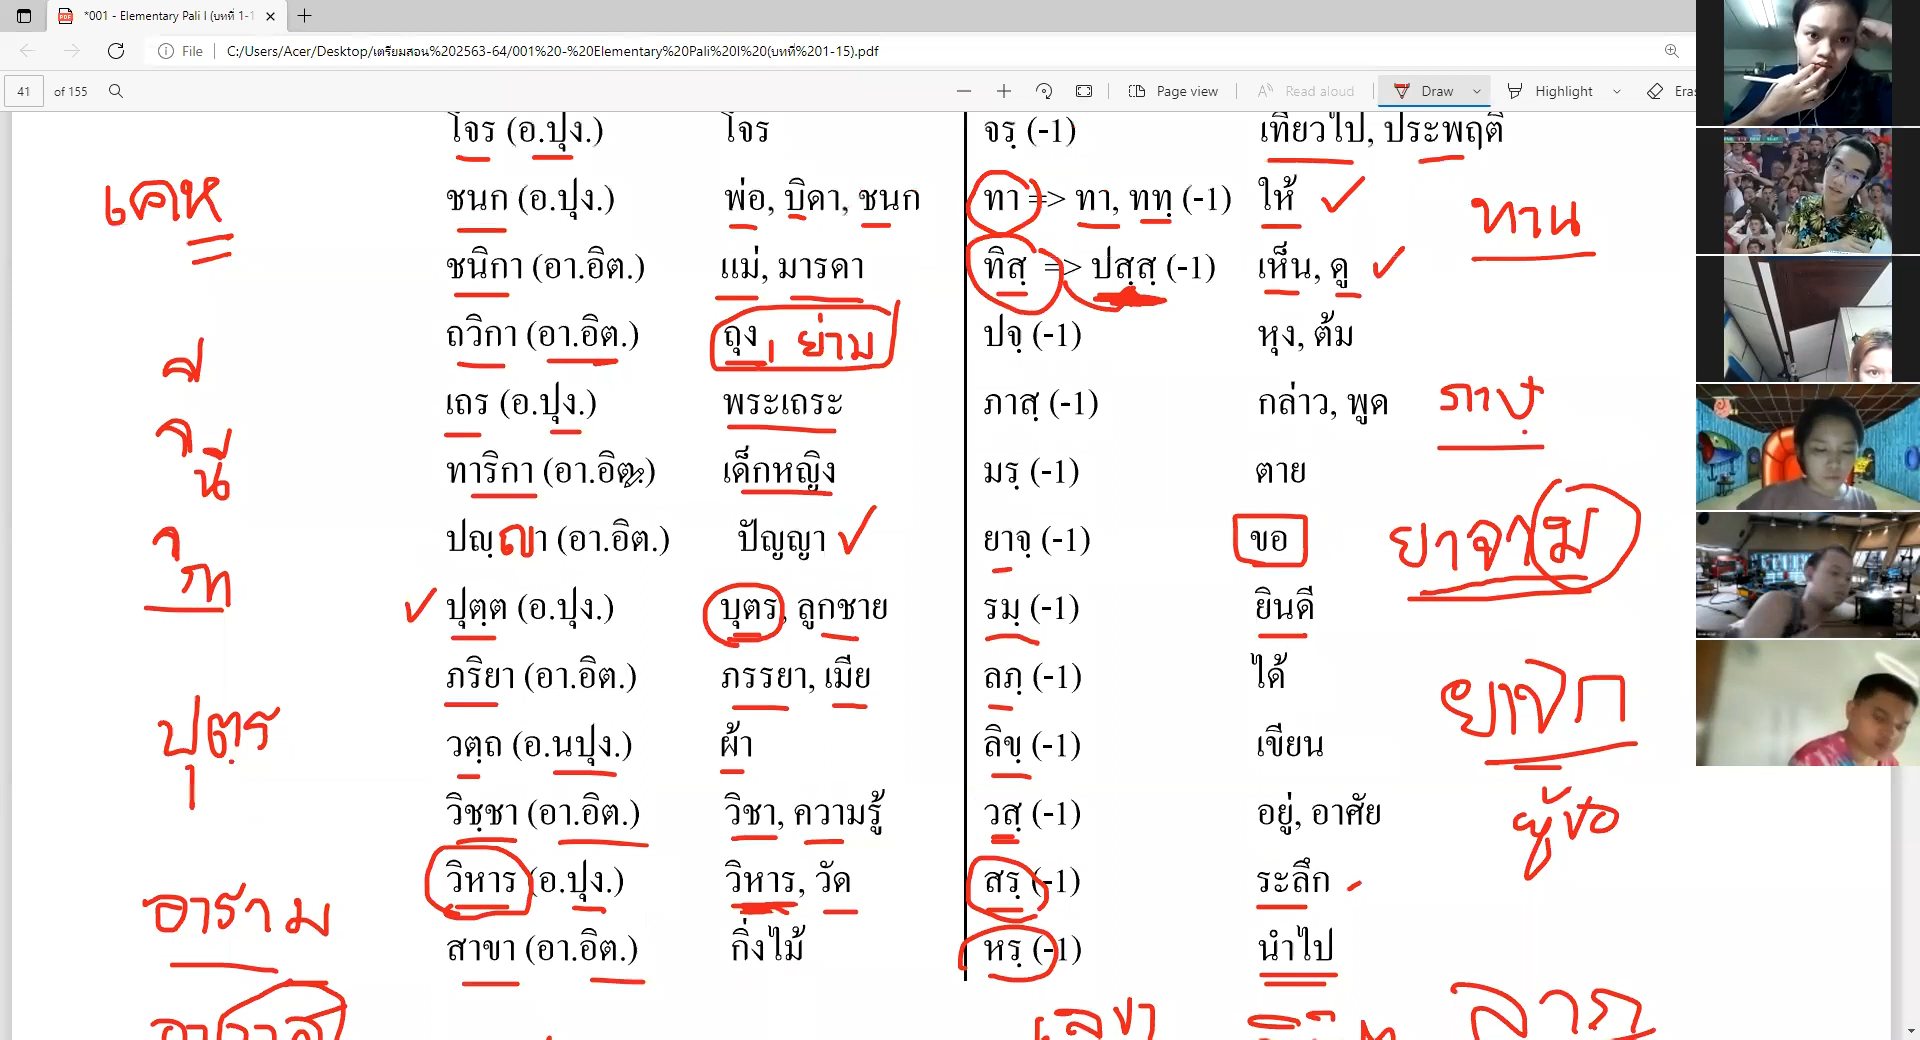 *001 - Elementary Pali I (บทที่ 1-1
File C:/Users/Acer/Desktop/เตรียมสอน%202563-64/001%20-%20Elementary%20Pali%20I%20(บทที่%201-15).pdf
41 of 155 Page view Read aloud Draw Highlight Eras
โจร (อ.ปุง.) โจร จรฺ (-1) เที่ยวไป, ประพฤติ
เคห ชนก (อ.ปุง.) พ่อ, บิดา, ชนก ทา => ทา, ททฺ (-1) ให้ ทาน
ชนิกา (อา.อิต.) แม่, มารดา ทิสฺ => ปสฺสฺ (-1) เห็น, ดู
ถวิกา (อา.อิต.) ถุง, ย่าม ปจฺ (-1) หุง, ต้ม
เถร (อ.ปุง.) พระเถระ ภาสฺ (-1) กล่าว, พูด
ทาริกา (อา.อิต.) เด็กหญิง มรฺ (-1) ตาย
ปญฺญา (อา.อิต.) ปัญญา ยาจฺ (-1) ขอ ยาจามิ
ปุตฺต (อ.ปุง.) บุตร, ลูกชาย รมฺ (-1) ยินดี
ภริยา (อา.อิต.) ภรรยา, เมีย ลภฺ (-1) ได้ ยาจก
ปุตฺร วตฺถ (อ.นปุง.) ผ้า ลิขฺ (-1) เขียน
วิชฺชา (อา.อิต.) วิชา, ความรู้ วสฺ (-1) อยู่, อาศัย ผู้ขอ
อาราม วิหาร (อ.ปุง.) วิหาร, วัด สรฺ (-1) ระลึก
สาขา (อา.อิต.) กิ่งไม้ หรฺ (-1) นำไป